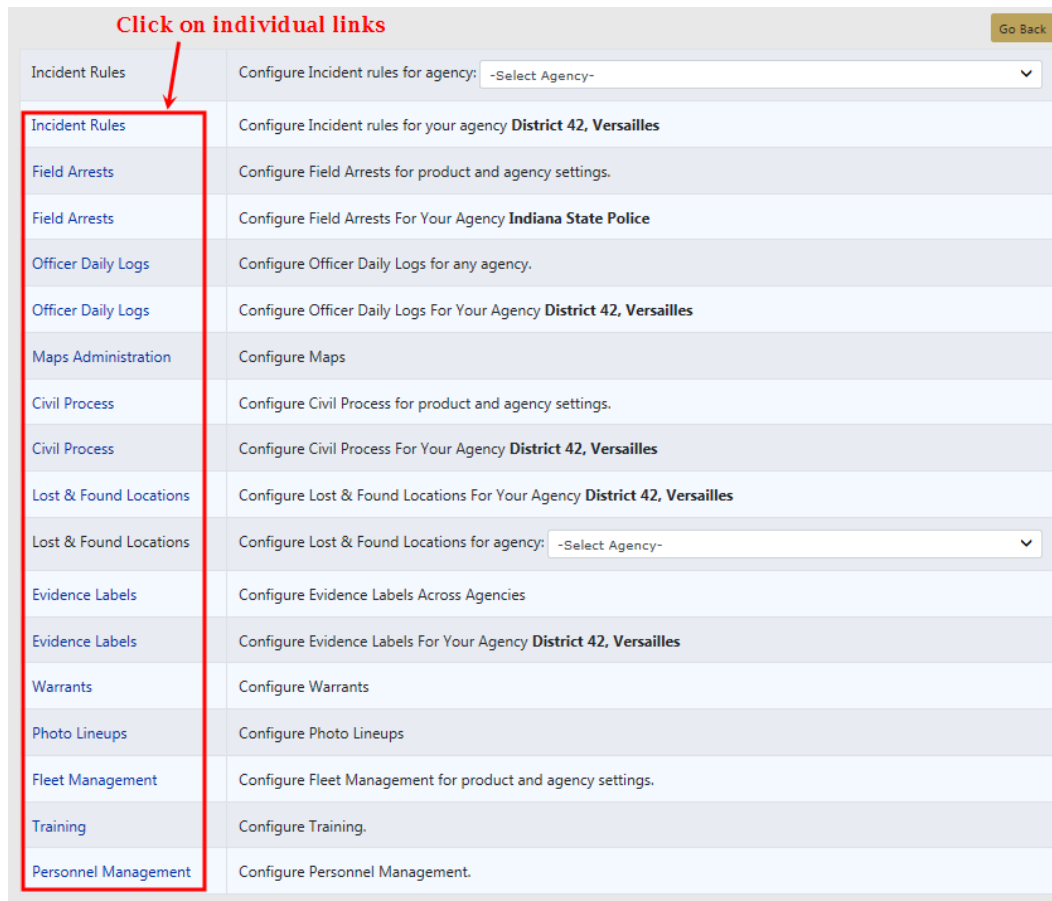 Click on individual links
Go Back
Incident Rules Configure Incident rules for agency: -Select Agency-
Incident Rules Configure Incident rules for your agency District 42, Versailles
Field Arrests Configure Field Arrests for product and agency settings.
Field Arrests Configure Field Arrests For Your Agency Indiana State Police
Officer Daily Logs Configure Officer Daily Logs for any agency.
Officer Daily Logs Configure Officer Daily Logs For Your Agency District 42, Versailles
Maps Administration Configure Maps
Civil Process Configure Civil Process for product and agency settings.
Civil Process Configure Civil Process For Your Agency District 42, Versailles
Lost & Found Locations Configure Lost & Found Locations For Your Agency District 42, Versailles
Lost & Found Locations Configure Lost & Found Locations for agency: -Select Agency-
Evidence Labels Configure Evidence Labels Across Agencies
Evidence Labels Configure Evidence Labels For Your Agency District 42, Versailles
Warrants Configure Warrants
Photo Lineups Configure Photo Lineups
Fleet Management Configure Fleet Management for product and agency settings.
Training Configure Training.
Personnel Management Configure Personnel Management.